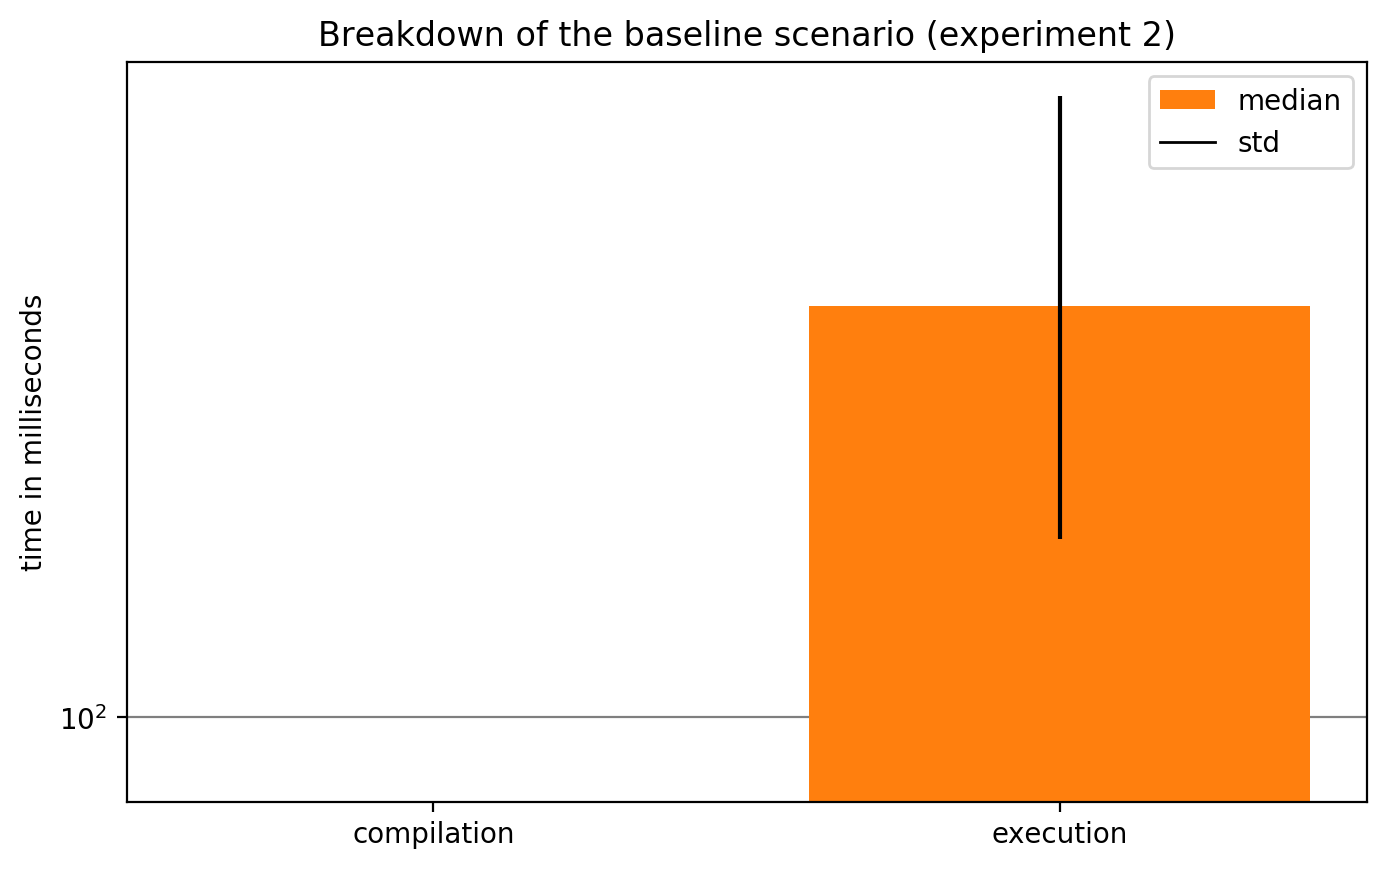 Breakdown of the baseline scenario (experiment 2)
median
std
time in milliseconds
10²
compilation
execution